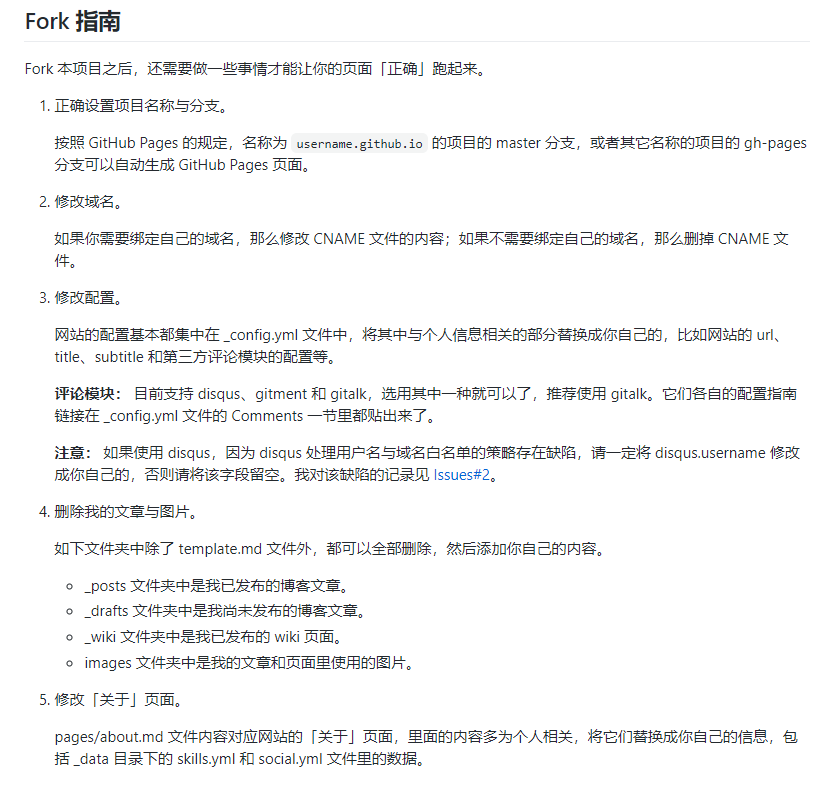 Fork 指南
Fork 本项目之后，还需要做一些事情才能让你的页面「正确」跑起来。
1. 正确设置项目名称与分支。
按照 GitHub Pages 的规定，名称为 username.github.io 的项目的 master 分支，或者其它名称的项目的 gh-pages
分支可以自动生成 GitHub Pages 页面。
2. 修改域名。
如果你需要绑定自己的域名，那么修改 CNAME 文件的内容；如果不需要绑定自己的域名，那么删掉 CNAME 文
件。
3. 修改配置。
网站的配置基本都集中在 _config.yml 文件中，将其中与个人信息相关的部分替换成你自己的，比如网站的 url、
title、subtitle 和第三方评论模块的配置等。
评论模块： 目前支持 disqus、gitment 和 gitalk，选用其中一种就可以了，推荐使用 gitalk。它们各自的配置指南
链接在 _config.yml 文件的 Comments 一节里都贴出来了。
注意： 如果使用 disqus，因为 disqus 处理用户名与域名白名单的策略存在缺陷，请一定将 disqus.username 修改
成你自己的，否则请将该字段留空。我对该缺陷的记录见 Issues#2。
4. 删除我的文章与图片。
如下文件夹中除了 template.md 文件外，都可以全部删除，然后添加你自己的内容。
◦ _posts 文件夹中是我已发布的博客文章。
◦ _drafts 文件夹中是我尚未发布的博客文章。
◦ _wiki 文件夹中是我已发布的 wiki 页面。
◦ images 文件夹中是我的文章和页面里使用的图片。
5. 修改「关于」页面。
pages/about.md 文件内容对应网站的「关于」页面，里面的内容多为个人相关，将它们替换成你自己的信息，包
括 _data 目录下的 skills.yml 和 social.yml 文件里的数据。